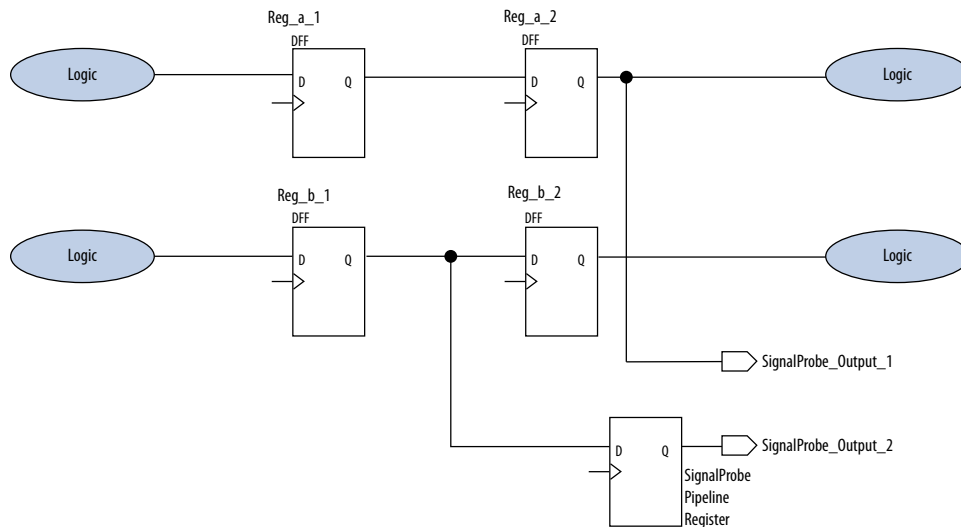 Reg_a_1
Reg_a_2
DFF
DFF
Logic
D Q
D Q
Logic
Reg_b_1
Reg_b_2
DFF
DFF
Logic
D Q
D Q
Logic
SignalProbe_Output_1
D Q
SignalProbe_Output_2
SignalProbe
Pipeline
Register